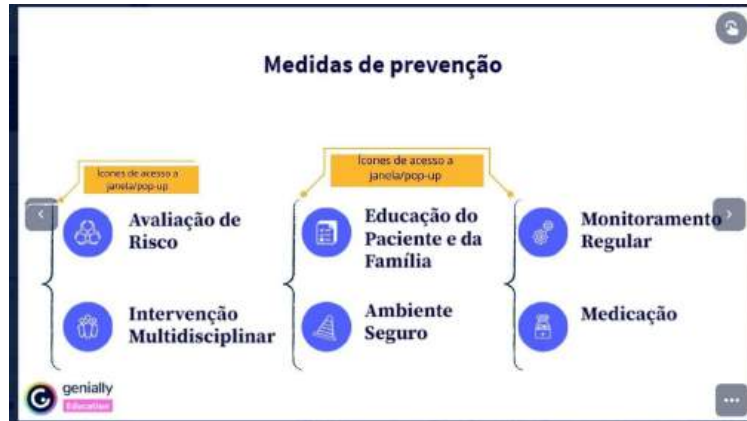 Medidas de prevenção
Ícones de acesso a
janela/pop-up
Ícones de acesso a
janela/pop-up
Avaliação de
Risco
Educação do
Paciente e da
Família
Monitoramento
Regular
Intervenção
Multidisciplinar
Ambiente
Seguro
Medicação
genially
Education